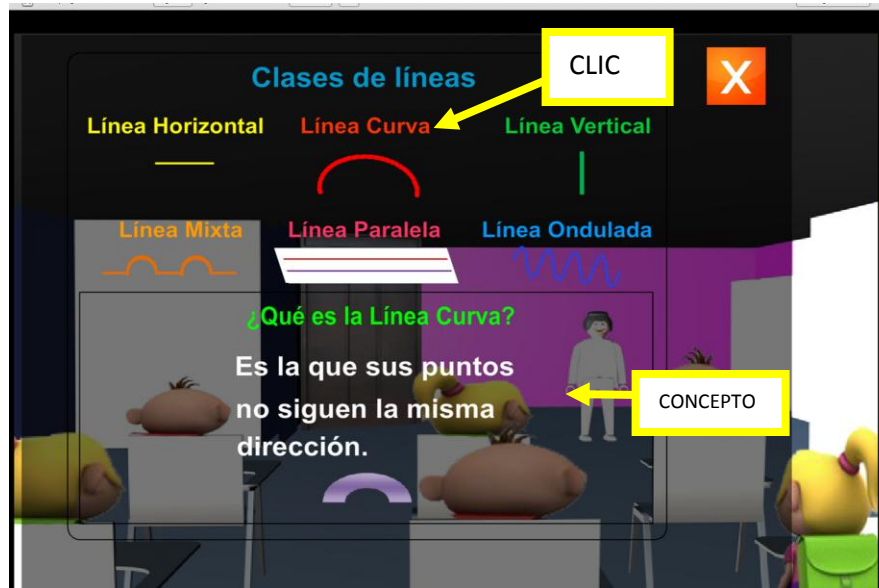 Clases de líneas
CLIC
X
Línea Horizontal Línea Curva Línea Vertical
Línea Mixta Línea Paralela Línea Ondulada
¿Qué es la Línea Curva?
Es la que sus puntos
no siguen la misma
dirección.
CONCEPTO